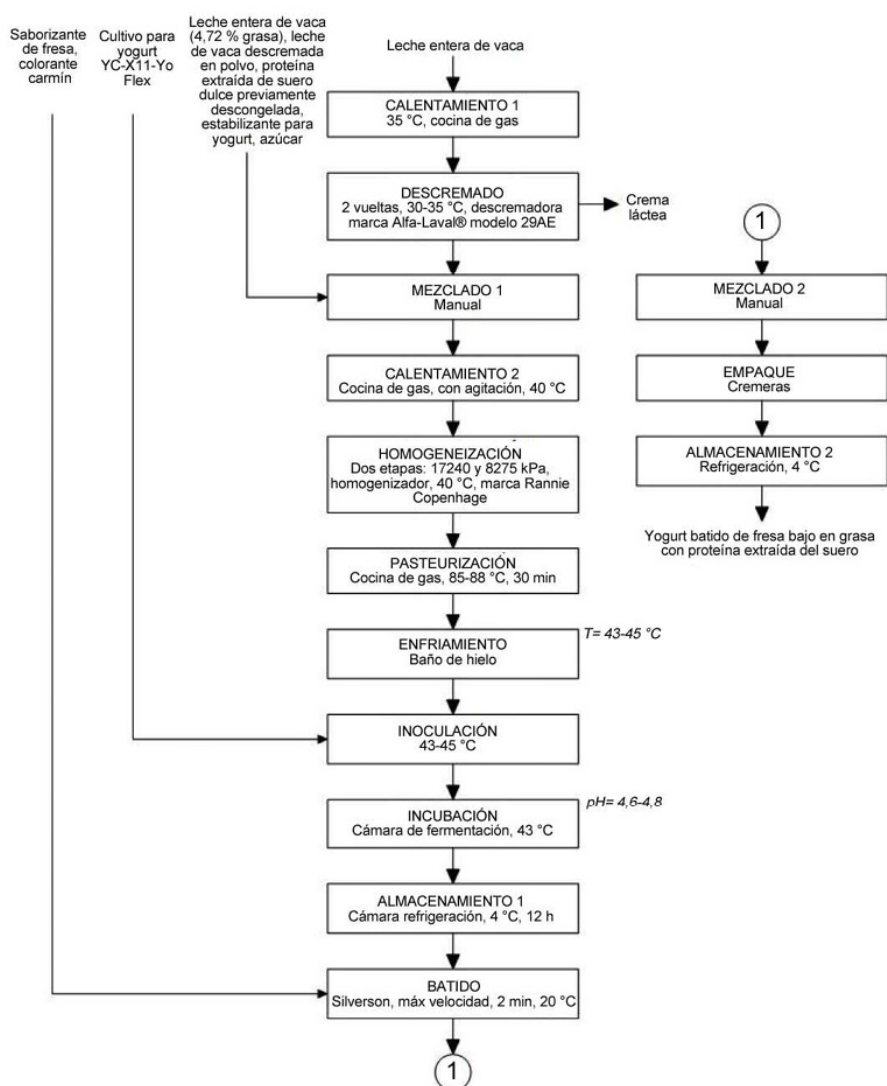 Saborizante
de fresa,
colorante
carmín
Cultivo para
yogurt
YC-X11-Yo
Flex
Leche entera de vaca
(4,72 % grasa), leche
de vaca descremada
en polvo, proteína
extraída de suero
dulce previamente
descongelada,
estabilizante para
yogurt, azúcar
Leche entera de vaca
CALENTAMIENTO 1
35 °C, cocina de gas
DESCREMADO
2 vueltas, 30-35 °C, descremadora
marca Alfa-Laval® modelo 29AE
Crema
láctea
MEZCLADO 1
Manual
CALENTAMIENTO 2
Cocina de gas, con agitación, 40 °C
HOMOGENEIZACIÓN
Dos etapas: 17240 y 8275 kPa,
homogenizador, 40 °C, marca Rannie
Copenhage
PASTEURIZACIÓN
Cocina de gas, 85-88 °C, 30 min
ENFRIAMIENTO
Baño de hielo
T= 43-45 °C
INOCULACIÓN
43-45 °C
INCUBACIÓN
Cámara de fermentación, 43 °C
pH= 4,6-4,8
ALMACENAMIENTO 1
Cámara refrigeración, 4 °C, 12 h
BATIDO
Silverson, máx velocidad, 2 min, 20 °C
1
1
MEZCLADO 2
Manual
EMPAQUE
Cremeras
ALMACENAMIENTO 2
Refrigeración, 4 °C
Yogurt batido de fresa bajo en grasa
con proteína extraída del suero